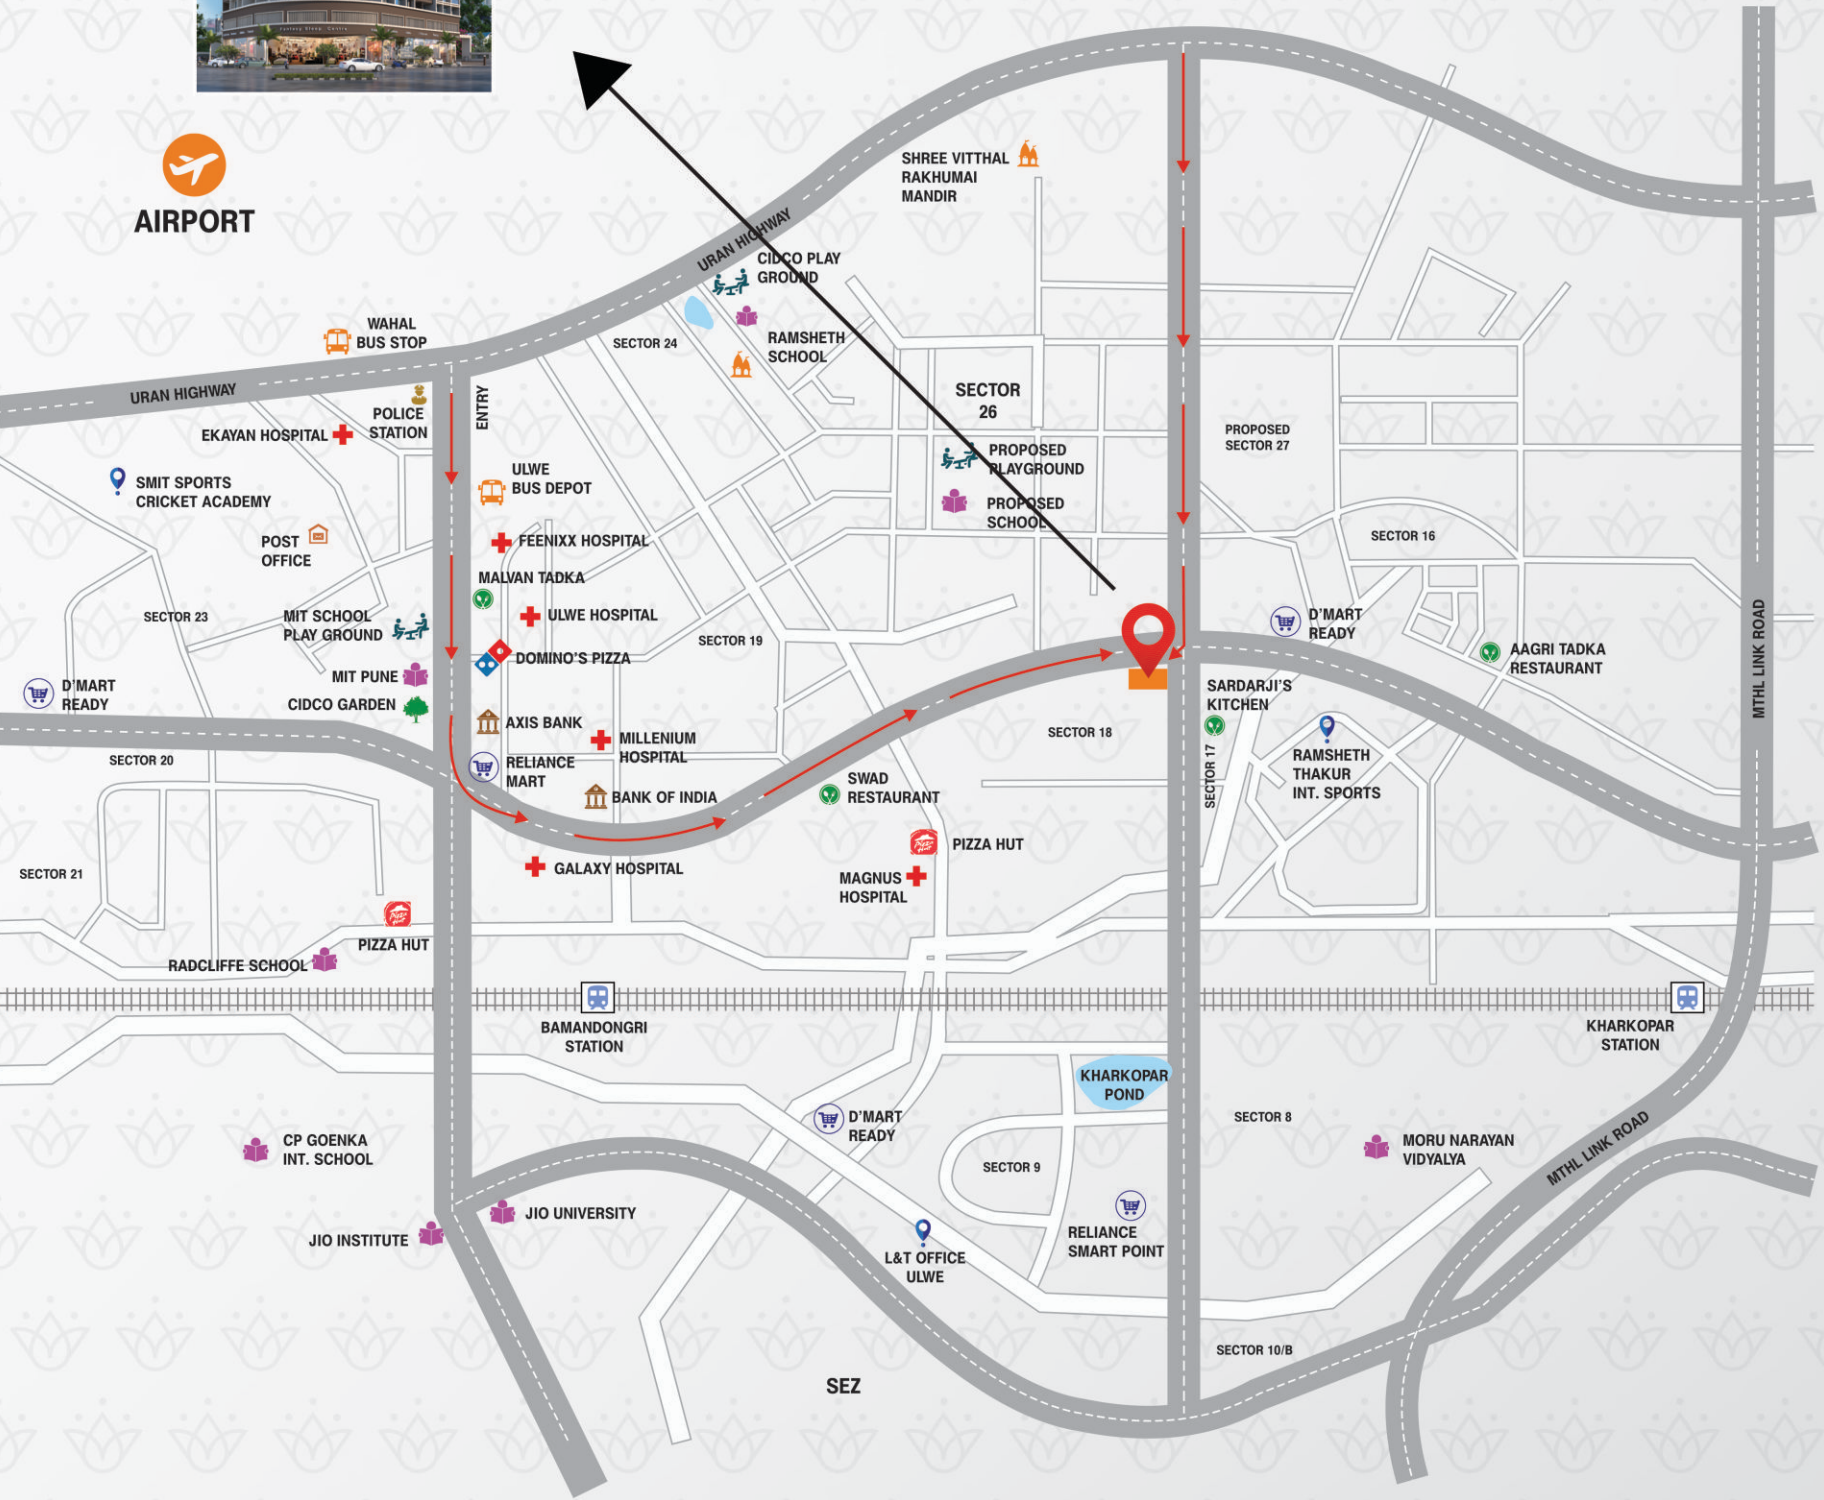 AIRPORT
SHREE VITTHAL
RAKHUMAI
MANDIR
URAN HIGHWAY
CIDCO PLAY
GROUND
WAHAL
BUS STOP
SECTOR 24
RAMSHETH
SCHOOL
URAN HIGHWAY
ENTRY
POLICE
STATION
EKAYAN HOSPITAL
SECTOR
26
PROPOSED
SECTOR 27
PROPOSED
PLAYGROUND
SMIT SPORTS
CRICKET ACADEMY
ULWE
BUS DEPOT
PROPOSED
SCHOOL
POST
OFFICE
FEENIXX HOSPITAL
SECTOR 16
MALVAN TADKA
SECTOR 23
MIT SCHOOL
PLAY GROUND
ULWE HOSPITAL
D'MART
READY
MTHL LINK ROAD
SECTOR 19
DOMINO'S PIZZA
AAGRI TADKA
RESTAURANT
MIT PUNE
D'MART
READY
CIDCO GARDEN
SARDARJI'S
KITCHEN
AXIS BANK
SECTOR 18
MILLENIUM
HOSPITAL
SECTOR 20
RELIANCE
MART
SECTOR 17
RAMSHETH
THAKUR
INT. SPORTS
SWAD
RESTAURANT
BANK OF INDIA
PIZZA HUT
SECTOR 21
GALAXY HOSPITAL
MAGNUS
HOSPITAL
PIZZA HUT
RADCLIFFE SCHOOL
BAMANDONGRI
STATION
KHARKOPAR
STATION
KHARKOPAR
POND
D'MART
READY
SECTOR 8
CP GOENKA
INT. SCHOOL
MORU NARAYAN
VIDYALYA
MTHL LINK ROAD
SECTOR 9
JIO UNIVERSITY
JIO INSTITUTE
RELIANCE
SMART POINT
L&T OFFICE
ULWE
SECTOR 10/B
SEZ